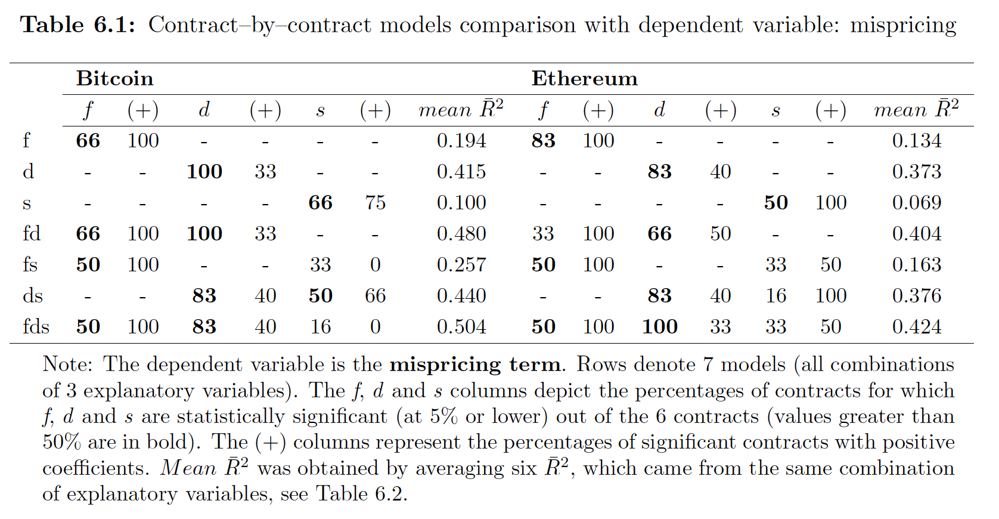 Table 6.1: Contract–by–contract models comparison with dependent variable: mispricing
Bitcoin Ethereum
f (+) d (+) s (+) mean R̄² f (+) d (+) s (+) mean R̄²
f 66 100 - - - - 0.194 83 100 - - - - 0.134
d - - 100 33 - - 0.415 - - 83 40 - - 0.373
s - - - - 66 75 0.100 - - - - 50 100 0.069
fd 66 100 100 33 - - 0.480 33 100 66 50 - - 0.404
fs 50 100 - - 33 0 0.257 50 100 - - 33 50 0.163
ds - - 83 40 50 66 0.440 - - 83 40 16 100 0.376
fds 50 100 83 40 16 0 0.504 50 100 100 33 33 50 0.424
Note: The dependent variable is the mispricing term. Rows denote 7 models (all combinations
of 3 explanatory variables). The f, d and s columns depict the percentages of contracts for which
f, d and s are statistically significant (at 5% or lower) out of the 6 contracts (values greater than
50% are in bold). The (+) columns represent the percentages of significant contracts with positive
coefficients. Mean R̄² was obtained by averaging six R̄², which came from the same combination
of explanatory variables, see Table 6.2.